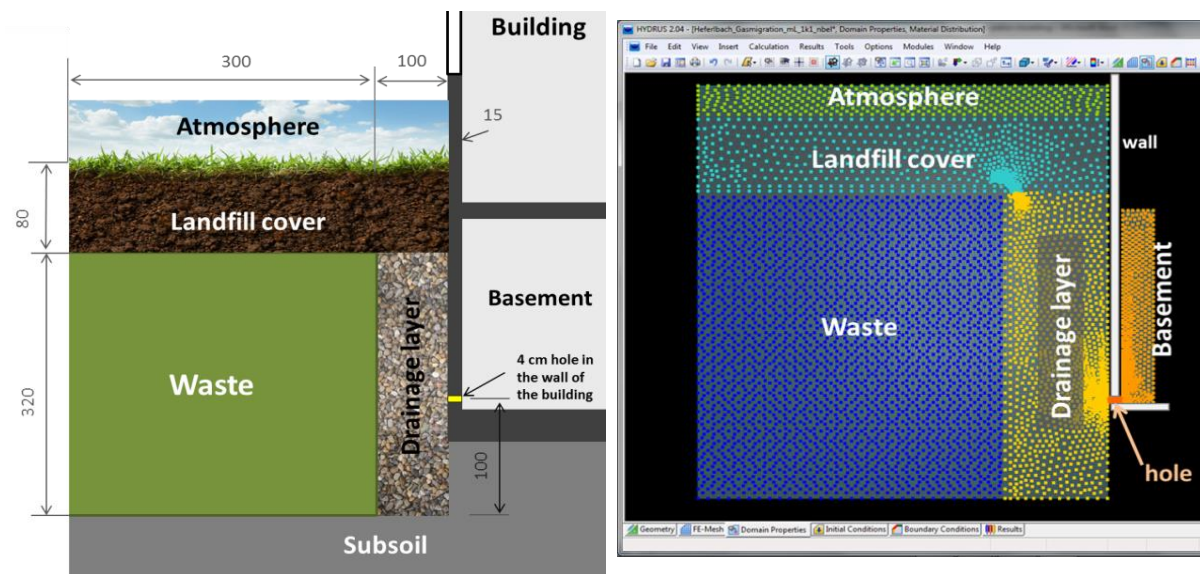 Building
300
100
15
Atmosphere
80
Landfill cover
Basement
Waste
Drainage layer
4 cm hole in
the wall of
the building
320
100
Subsoil
HYDRUS 2.04 - [Heferlbach_Gasmigration_mL_1k1_nbel*, Domain Properties, Material Distribution]
File Edit View Insert Calculation Results Tools Options Modules Window Help
Atmosphere
wall
Landfill cover
Waste
Drainage layer
Basement
hole
Geometry FE-Mesh Domain Properties Initial Conditions Boundary Conditions Results